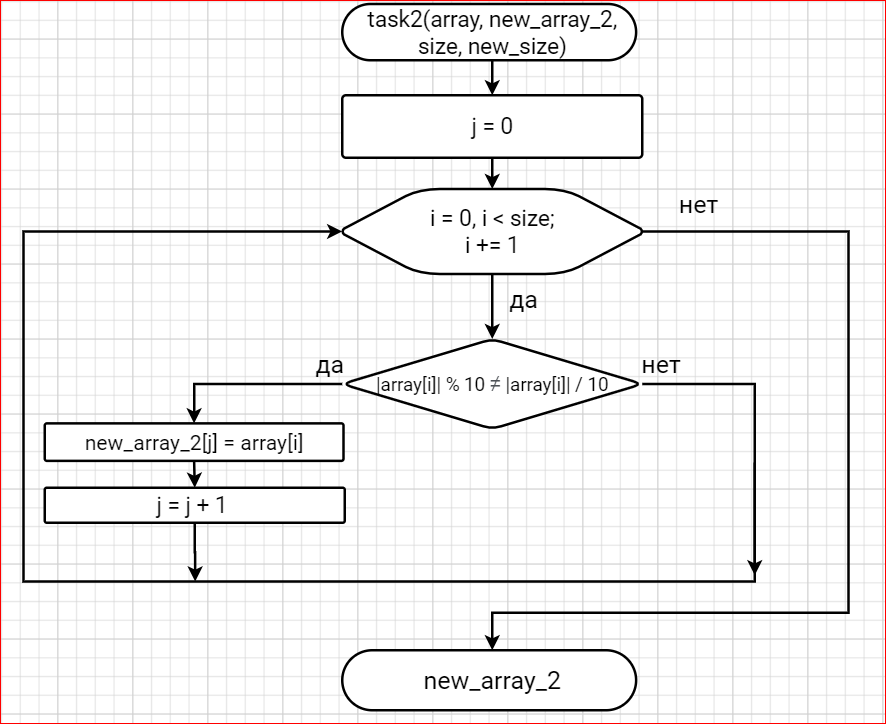 task2(array, new_array_2,
size, new_size)
j = 0
i = 0, i < size;
i += 1
нет
да
|array[i]| % 10 ≠ |array[i]| / 10
да
нет
new_array_2[j] = array[i]
j = j + 1
new_array_2